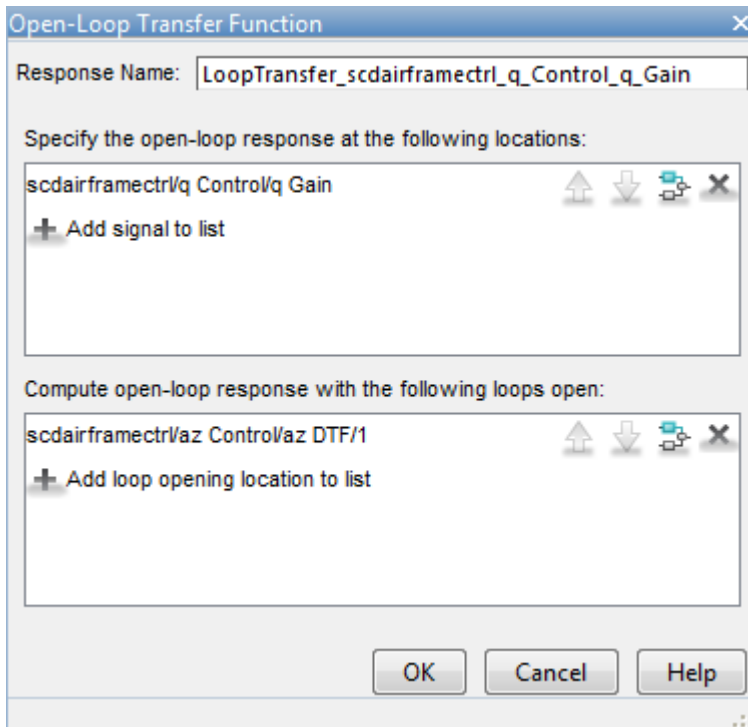 Open-Loop Transfer Function
Response Name: LoopTransfer_scdairframectrl_q_Control_q_Gain
Specify the open-loop response at the following locations:
scdairframectrl/q Control/q Gain
Add signal to list
Compute open-loop response with the following loops open:
scdairframectrl/az Control/az DTF/1
Add loop opening location to list
OK Cancel Help